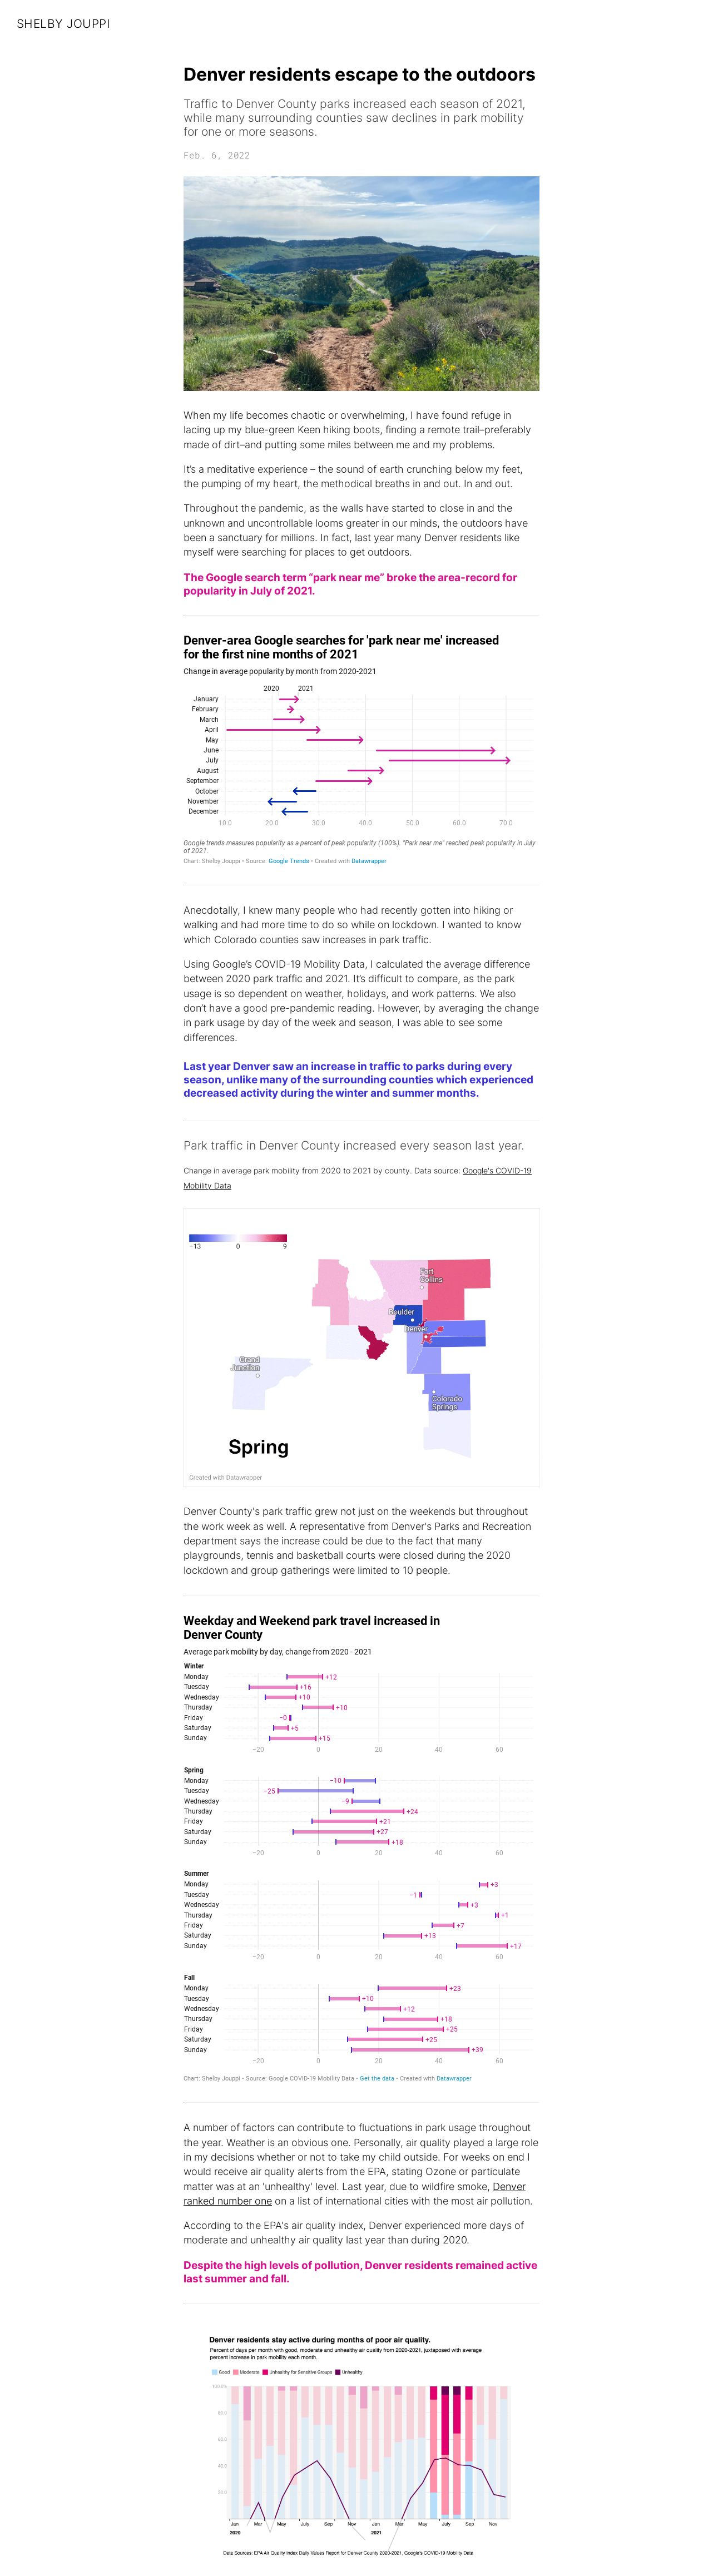 SHELBY JOUPPI
Denver residents escape to the outdoors
Traffic to Denver County parks increased each season of 2021,
while many surrounding counties saw declines in park mobility
for one or more seasons.
Feb. 6, 2022
When my life becomes chaotic or overwhelming, I have found refuge in
lacing up my blue-green Keen hiking boots, finding a remote trail–preferably
made of dirt–and putting some miles between me and my problems.
It's a meditative experience – the sound of earth crunching below my feet,
the pumping of my heart, the methodical breaths in and out. In and out.
Throughout the pandemic, as the walls have started to close in and the
unknown and uncontrollable looms greater in our minds, the outdoors have
been a sanctuary for millions. In fact, last year many Denver residents like
myself were searching for places to get outdoors.
The Google search term "park near me" broke the area-record for
popularity in July of 2021.
Denver-area Google searches for 'park near me' increased
for the first nine months of 2021
Change in average popularity by month from 2020-2021
2020 2021
January
February
March
April
May
June
July
August
September
October
November
December
10.0 20.0 30.0 40.0 50.0 60.0 70.0
Google trends measures popularity as a percent of peak popularity (100%). "Park near me" reached peak popularity in July
of 2021.
Chart: Shelby Jouppi • Source: Google Trends • Created with Datawrapper
Anecdotally, I knew many people who had recently gotten into hiking or
walking and had more time to do so while on lockdown. I wanted to know
which Colorado counties saw increases in park traffic.
Using Google's COVID-19 Mobility Data, I calculated the average difference
between 2020 park traffic and 2021. It's difficult to compare, as the park
usage is so dependent on weather, holidays, and work patterns. We also
don't have a good pre-pandemic reading. However, by averaging the change
in park usage by day of the week and season, I was able to see some
differences.
Last year Denver saw an increase in traffic to parks during every
season, unlike many of the surrounding counties which experienced
decreased activity during the winter and summer months.
Park traffic in Denver County increased every season last year.
Change in average park mobility from 2020 to 2021 by county. Data source: Google's COVID-19
Mobility Data
−13 0 9
Fort
Collins
Boulder
Denver
Grand
Junction
Colorado
Springs
Spring
Created with Datawrapper
Denver County's park traffic grew not just on the weekends but throughout
the work week as well. A representative from Denver's Parks and Recreation
department says the increase could be due to the fact that many
playgrounds, tennis and basketball courts were closed during the 2020
lockdown and group gatherings were limited to 10 people.
Weekday and Weekend park travel increased in
Denver County
Average park mobility by day, change from 2020 - 2021
Winter
Monday +12
Tuesday +16
Wednesday +10
Thursday +10
Friday −0
Saturday +5
Sunday +15
−20 0 20 40 60
Spring
Monday −10
Tuesday −25
Wednesday −9
Thursday +24
Friday +21
Saturday +27
Sunday +18
−20 0 20 40 60
Summer
Monday +3
Tuesday −1
Wednesday +3
Thursday +1
Friday +7
Saturday +13
Sunday +17
−20 0 20 40 60
Fall
Monday +23
Tuesday +10
Wednesday +12
Thursday +18
Friday +25
Saturday +25
Sunday +39
−20 0 20 40 60
Chart: Shelby Jouppi • Source: Google COVID-19 Mobility Data • Get the data • Created with Datawrapper
A number of factors can contribute to fluctuations in park usage throughout
the year. Weather is an obvious one. Personally, air quality played a large role
in my decisions whether or not to take my child outside. For weeks on end I
would receive air quality alerts from the EPA, stating Ozone or particulate
matter was at an 'unhealthy' level. Last year, due to wildfire smoke, Denver
ranked number one on a list of international cities with the most air pollution.
According to the EPA's air quality index, Denver experienced more days of
moderate and unhealthy air quality last year than during 2020.
Despite the high levels of pollution, Denver residents remained active
last summer and fall.
Denver residents stay active during months of poor air quality.
Percent of days per month with good, moderate and unhealthy air quality from 2020-2021, juxtaposed with average
percent increase in park mobility each month.
Good Moderate Unhealthy for Sensitive Groups Unhealthy
100.0%
80.0
60.0
40.0
20.0
Jan Mar May July Sep Nov Jan Mar May July Sep Nov
2020 2021
Data Sources: EPA Air Quality Index Daily Values Report for Denver County 2020-2021, Google's COVID-19 Mobility Data